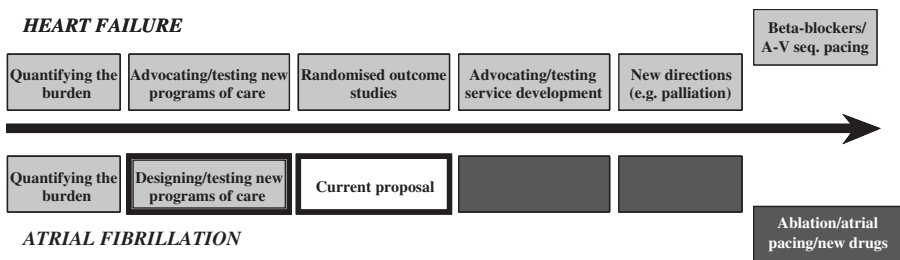 HEART FAILURE
Beta-blockers/
A-V seq. pacing
Quantifying the
burden
Advocating/testing new
programs of care
Randomised outcome
studies
Advocating/testing
service development
New directions
(e.g. palliation)
Quantifying the
burden
Designing/testing new
programs of care
Current proposal
ATRIAL FIBRILLATION
Ablation/atrial
pacing/new drugs